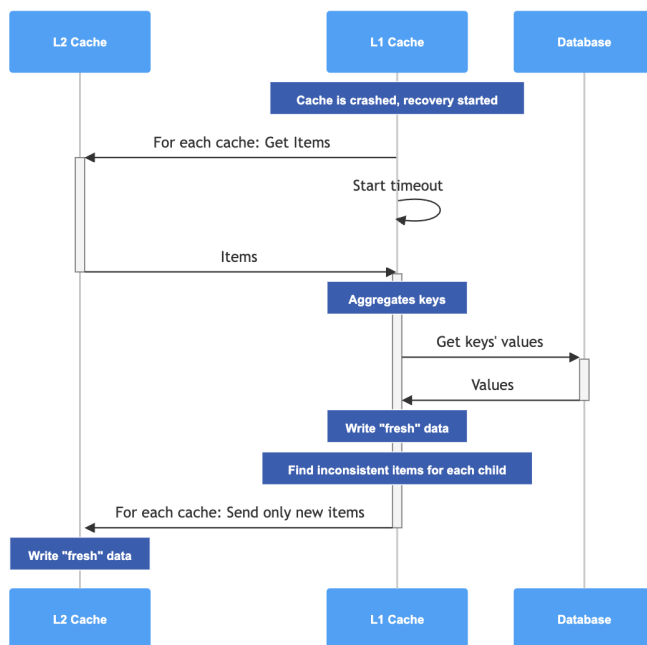 L2 Cache
L1 Cache
Database
Cache is crashed, recovery started
For each cache: Get Items
Start timeout
Items
Aggregates keys
Get keys' values
Values
Write "fresh" data
Find inconsistent items for each child
For each cache: Send only new items
Write "fresh" data
L2 Cache
L1 Cache
Database